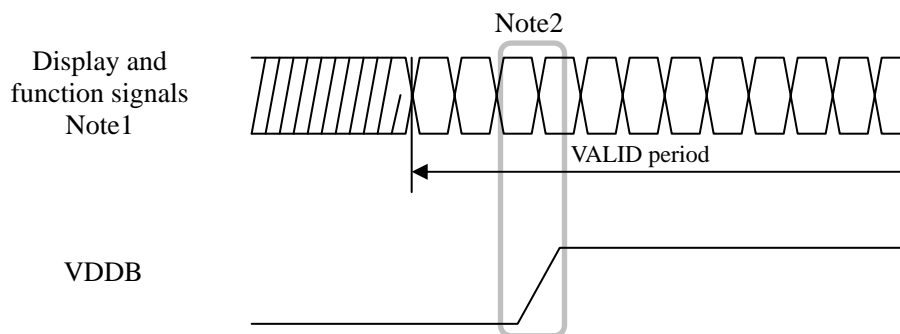 Note2
Display and
function signals
Note1
VALID period
VDDB